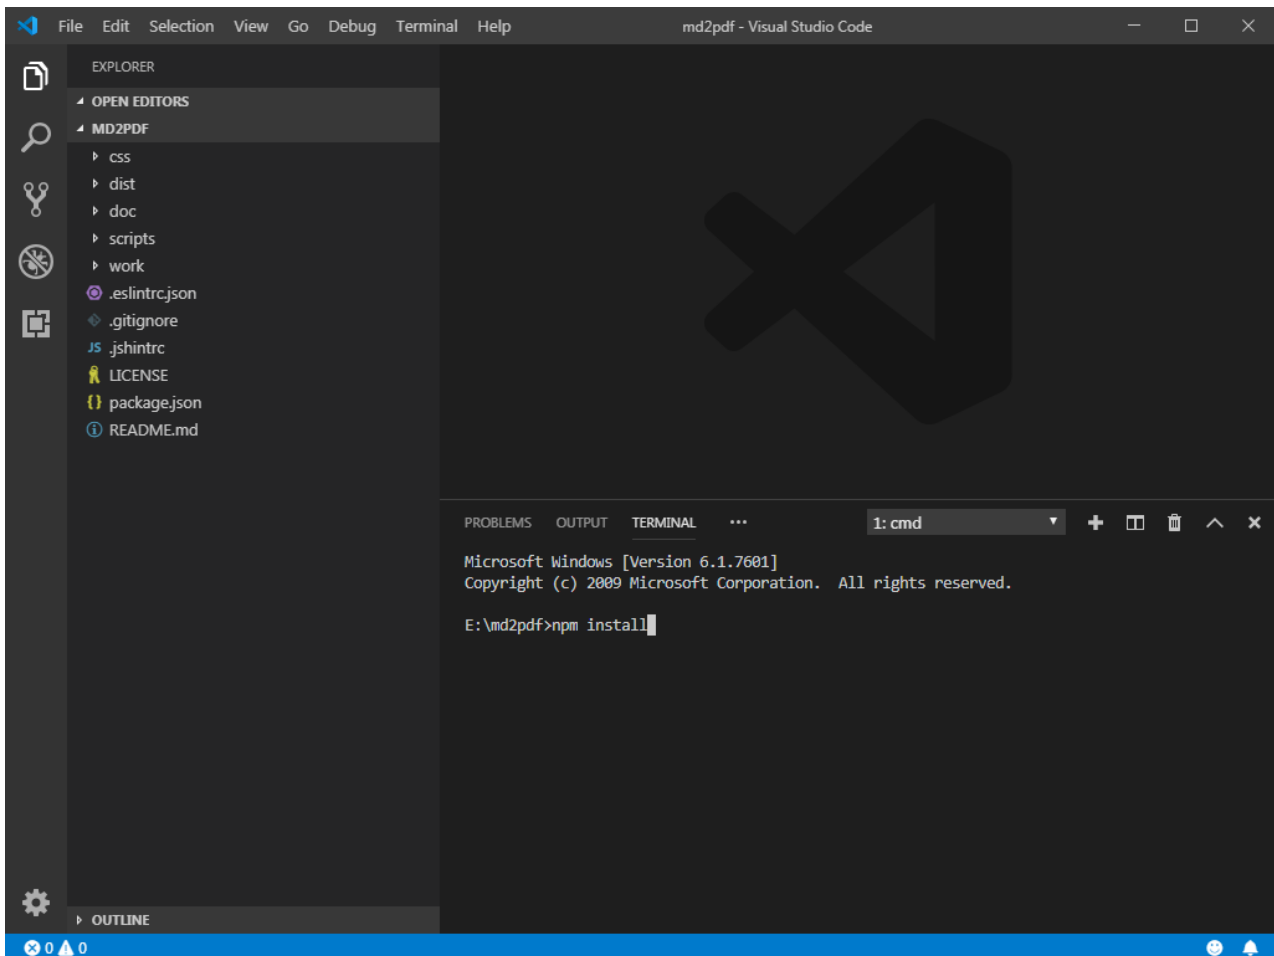 File Edit Selection View Go Debug Terminal Help md2pdf - Visual Studio Code
EXPLORER
OPEN EDITORS
MD2PDF
css
dist
doc
scripts
work
.eslintrc.json
.gitignore
JS .jshintrc
LICENSE
{} package.json
README.md
PROBLEMS OUTPUT TERMINAL ••• 1: cmd
Microsoft Windows [Version 6.1.7601]
Copyright (c) 2009 Microsoft Corporation.  All rights reserved.
E:\md2pdf>npm install
OUTLINE
0 0